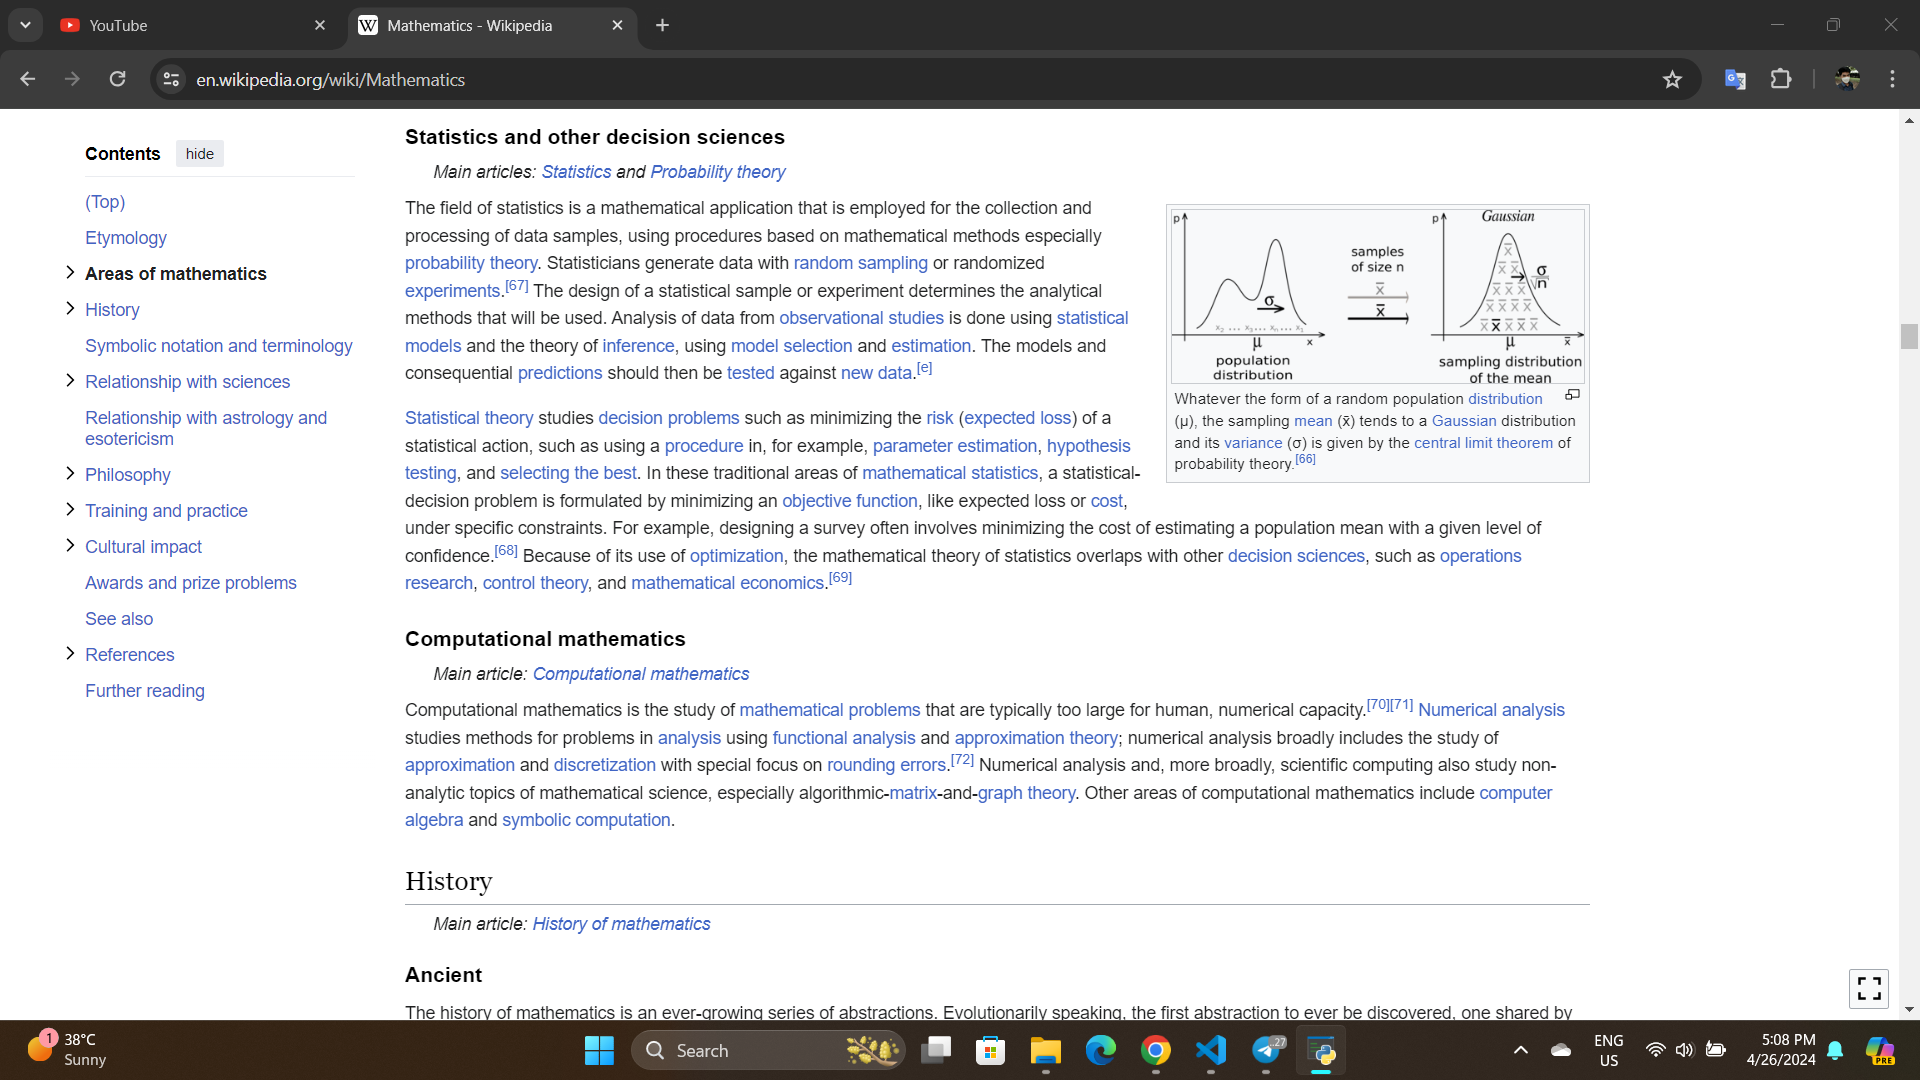 YouTube
Mathematics - Wikipedia
en.wikipedia.org/wiki/Mathematics
Contents hide
(Top)
Etymology
Areas of mathematics
History
Symbolic notation and terminology
Relationship with sciences
Relationship with astrology and
esotericism
Philosophy
Training and practice
Cultural impact
Awards and prize problems
See also
References
Further reading
Statistics and other decision sciences
Main articles: Statistics and Probability theory
The field of statistics is a mathematical application that is employed for the collection and
processing of data samples, using procedures based on mathematical methods especially
probability theory. Statisticians generate data with random sampling or randomized
experiments.[67] The design of a statistical sample or experiment determines the analytical
methods that will be used. Analysis of data from observational studies is done using statistical
models and the theory of inference, using model selection and estimation. The models and
consequential predictions should then be tested against new data.[e]
p
σ
μ
x
population
distribution
samples
of size n
x̄
x̄
p
Gaussian
σ
√n
μ
x̄
sampling distribution
of the mean
Whatever the form of a random population distribution
(μ), the sampling mean (x̄) tends to a Gaussian distribution
and its variance (σ) is given by the central limit theorem of
probability theory.[66]
Statistical theory studies decision problems such as minimizing the risk (expected loss) of a
statistical action, such as using a procedure in, for example, parameter estimation, hypothesis
testing, and selecting the best. In these traditional areas of mathematical statistics, a statistical-
decision problem is formulated by minimizing an objective function, like expected loss or cost,
under specific constraints. For example, designing a survey often involves minimizing the cost of estimating a population mean with a given level of
confidence.[68] Because of its use of optimization, the mathematical theory of statistics overlaps with other decision sciences, such as operations
research, control theory, and mathematical economics.[69]
Computational mathematics
Main article: Computational mathematics
Computational mathematics is the study of mathematical problems that are typically too large for human, numerical capacity.[70][71] Numerical analysis
studies methods for problems in analysis using functional analysis and approximation theory; numerical analysis broadly includes the study of
approximation and discretization with special focus on rounding errors.[72] Numerical analysis and, more broadly, scientific computing also study non-
analytic topics of mathematical science, especially algorithmic-matrix-and-graph theory. Other areas of computational mathematics include computer
algebra and symbolic computation.
History
Main article: History of mathematics
Ancient
The history of mathematics is an ever-growing series of abstractions. Evolutionarily speaking, the first abstraction to ever be discovered, one shared by
1
38°C
Sunny
Search
27
PRE
ENG
US
5:08 PM
4/26/2024